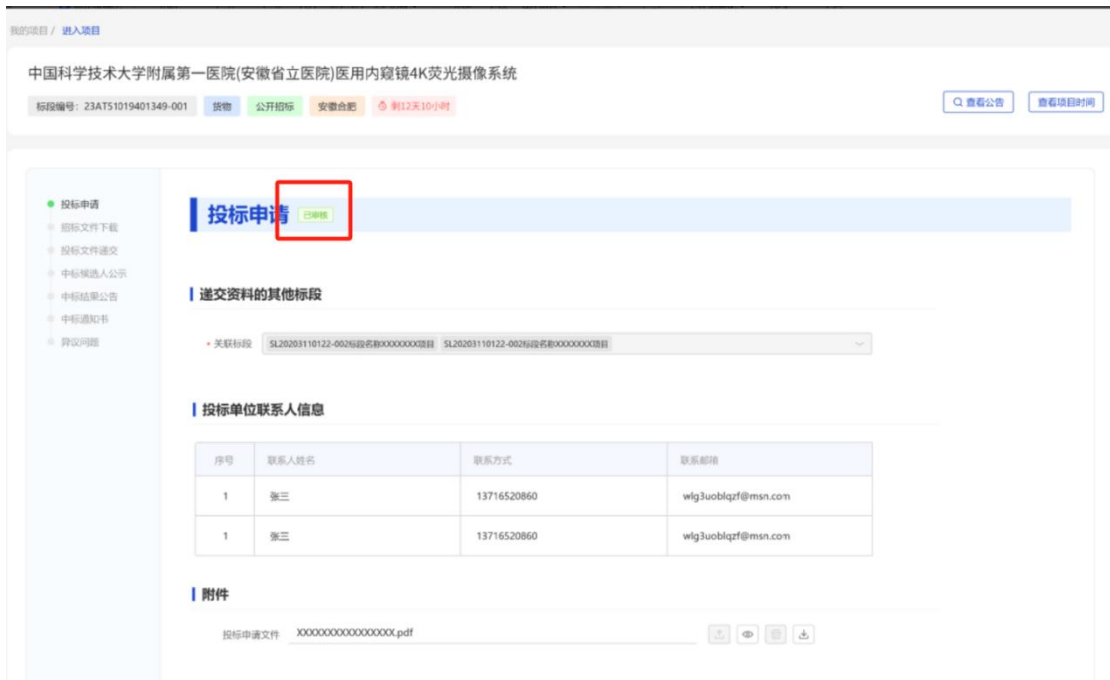 我的项目 / 进入项目
中国科学技术大学附属第一医院(安徽省立医院)医用内窥镜4K荧光摄像系统
标段编号：23AT51019401349-001 货物 公开招标 安徽合肥 剩12天10小时 查看公告 查看项目时间
投标申请
招标文件下载
投标文件递交
中标候选人公示
中标结果公告
中标通知书
异议问题
投标申请 已审核
递交资料的其他标段
* 关联标段 SL20203110122-002标段名称XXXXXXXX项目 SL20203110122-002标段名称XXXXXXXX项目
投标单位联系人信息
序号 联系人姓名 联系方式 联系邮箱
1 张三 13716520860 wlg3uoblqzf@msn.com
1 张三 13716520860 wlg3uoblqzf@msn.com
附件
投标申请文件 XXXXXXXXXXXXXXXX.pdf